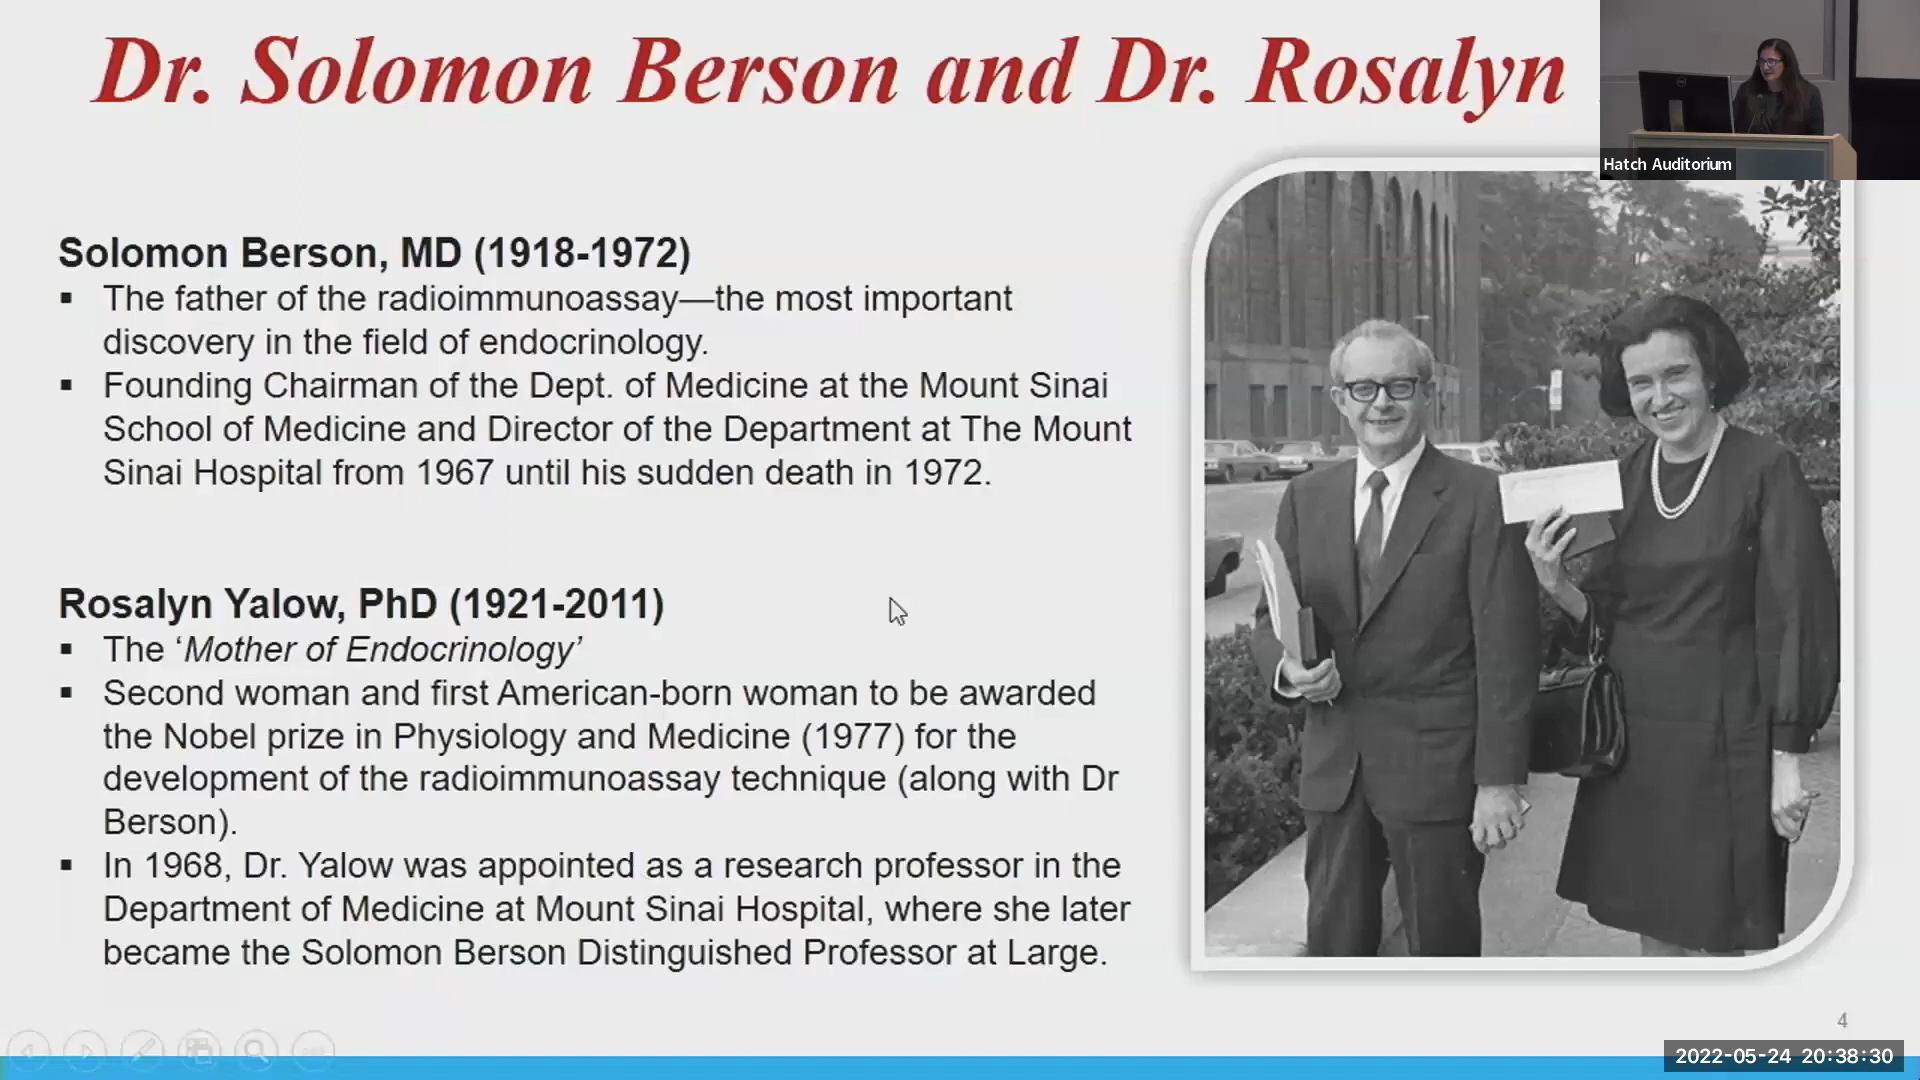 Dr. Solomon Berson and Dr. Rosalyn
Hatch Auditorium
Solomon Berson, MD (1918-1972)
▪ The father of the radioimmunoassay—the most important
discovery in the field of endocrinology.
▪ Founding Chairman of the Dept. of Medicine at the Mount Sinai
School of Medicine and Director of the Department at The Mount
Sinai Hospital from 1967 until his sudden death in 1972.
Rosalyn Yalow, PhD (1921-2011)
▪ The ‘Mother of Endocrinology’
▪ Second woman and first American-born woman to be awarded
the Nobel prize in Physiology and Medicine (1977) for the
development of the radioimmunoassay technique (along with Dr
Berson).
▪ In 1968, Dr. Yalow was appointed as a research professor in the
Department of Medicine at Mount Sinai Hospital, where she later
became the Solomon Berson Distinguished Professor at Large.
4
2022-05-24 20:38:30